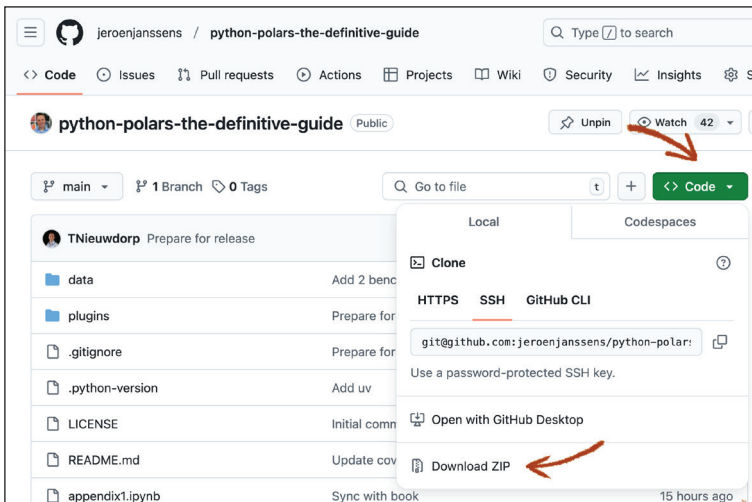 jeroenjanssens / python-polars-the-definitive-guide
Type / to search
Code Issues Pull requests Actions Projects Wiki Security Insights
python-polars-the-definitive-guide Public
Unpin Watch 42
main 1 Branch 0 Tags
Go to file t
Code
Local Codespaces
TNieuwdorp Prepare for release
Clone
data Add 2 benc
HTTPS SSH GitHub CLI
plugins Prepare for
git@github.com:jeroenjanssens/python-polars
.gitignore Prepare for
Use a password-protected SSH key.
.python-version Add uv
LICENSE Initial comm
Open with GitHub Desktop
README.md Update cov
Download ZIP
appendix1.ipynb Sync with book 15 hours ago